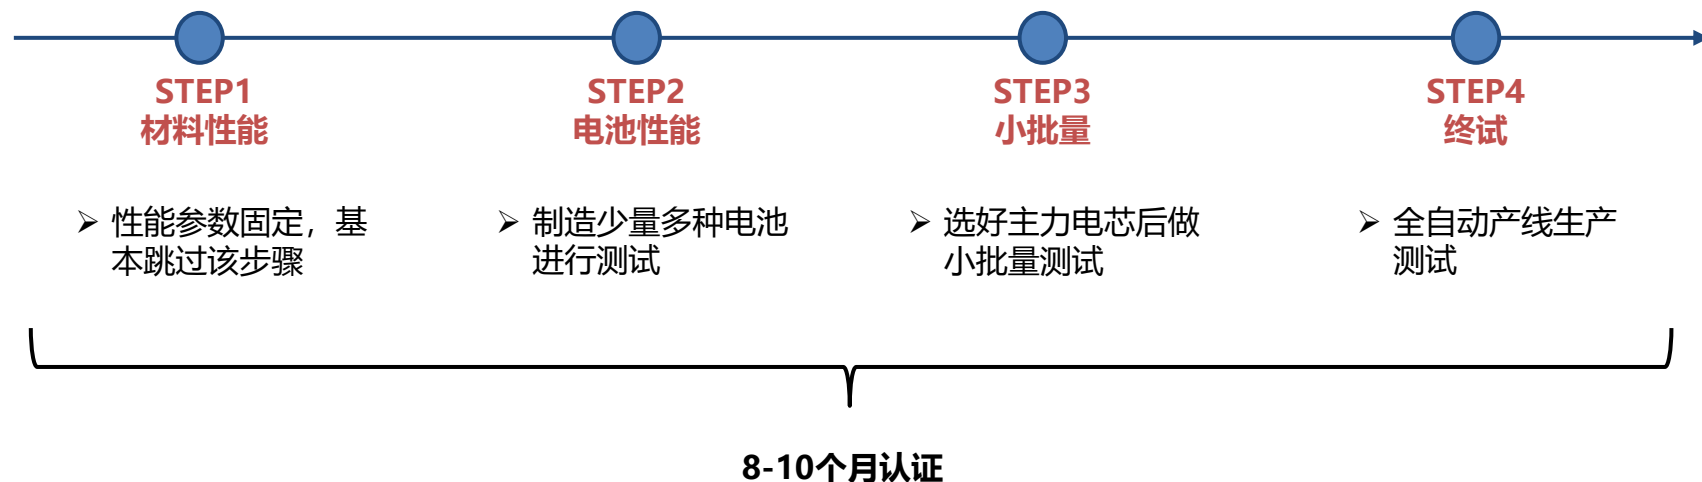 STEP1
材料性能
STEP2
电池性能
STEP3
小批量
STEP4
终试
➢ 性能参数固定，基
本跳过该步骤
➢ 制造少量多种电池
进行测试
➢ 选好主力电芯后做
小批量测试
➢ 全自动产线生产
测试
8-10个月认证